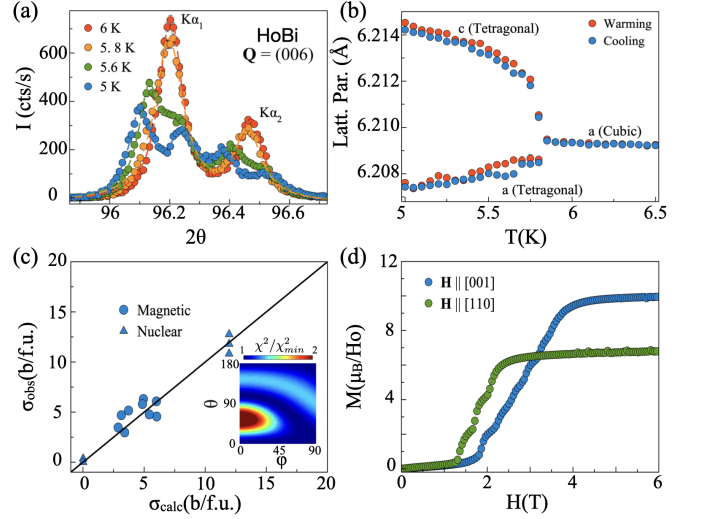 (a)
6 K
5. 8 K
5.6 K
5 K
Kα1
HoBi
Q = (006)
Kα2
I (cts/s)
600
400
200
0
96
96.2
96.4
96.6
2θ
(b)
c (Tetragonal)
Warming
Cooling
a (Cubic)
a (Tetragonal)
Latt. Par. (Å)
6.214
6.209
6.208
5
5.5
6
6.5
T(K)
(c)
Magnetic
Nuclear
σobs(b/f.u.)
20
15
10
5
0
0
5
10
15
20
σcalc(b/f.u.)
1
χ²/χ²min
2
180
90
0
θ
0
45
90
φ
(d)
H || [001]
H || [110]
M(μB/Ho)
12
10
6
4
0
0
2
4
6
H(T)